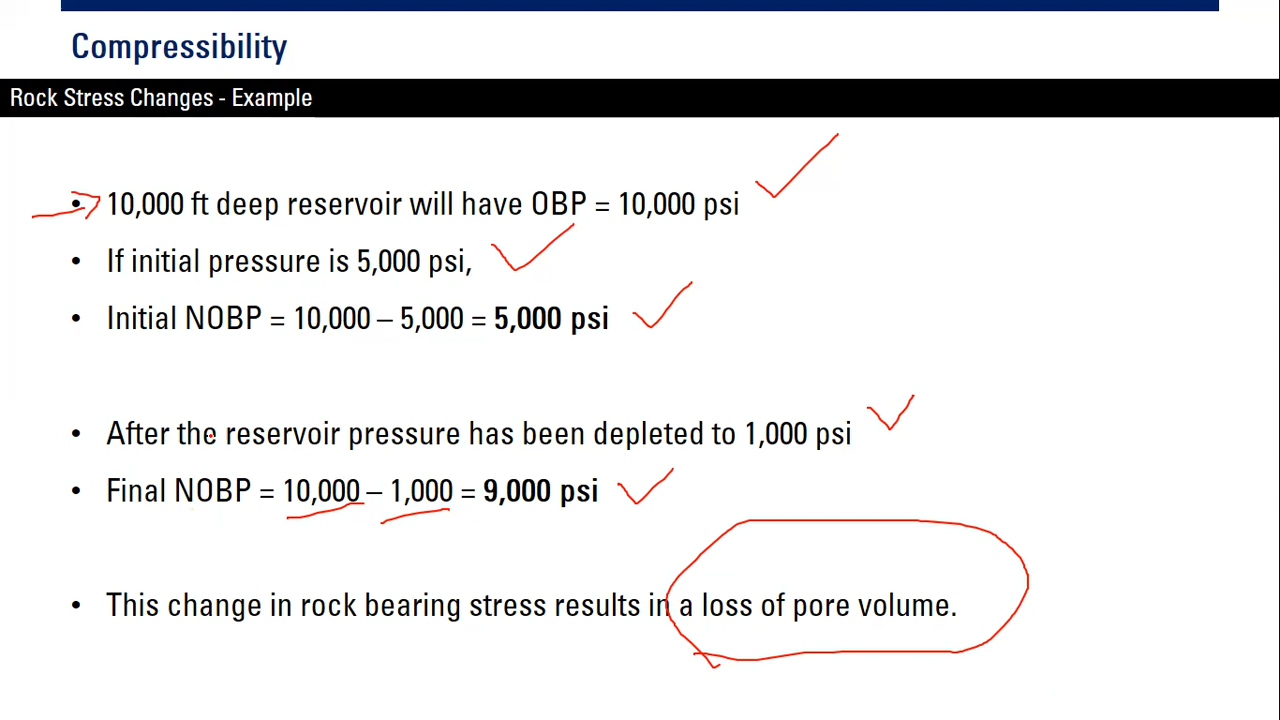 Compressibility
Rock Stress Changes - Example
• 10,000 ft deep reservoir will have OBP = 10,000 psi
• If initial pressure is 5,000 psi,
• Initial NOBP = 10,000 – 5,000 = 5,000 psi
• After the reservoir pressure has been depleted to 1,000 psi
• Final NOBP = 10,000 – 1,000 = 9,000 psi
• This change in rock bearing stress results in a loss of pore volume.